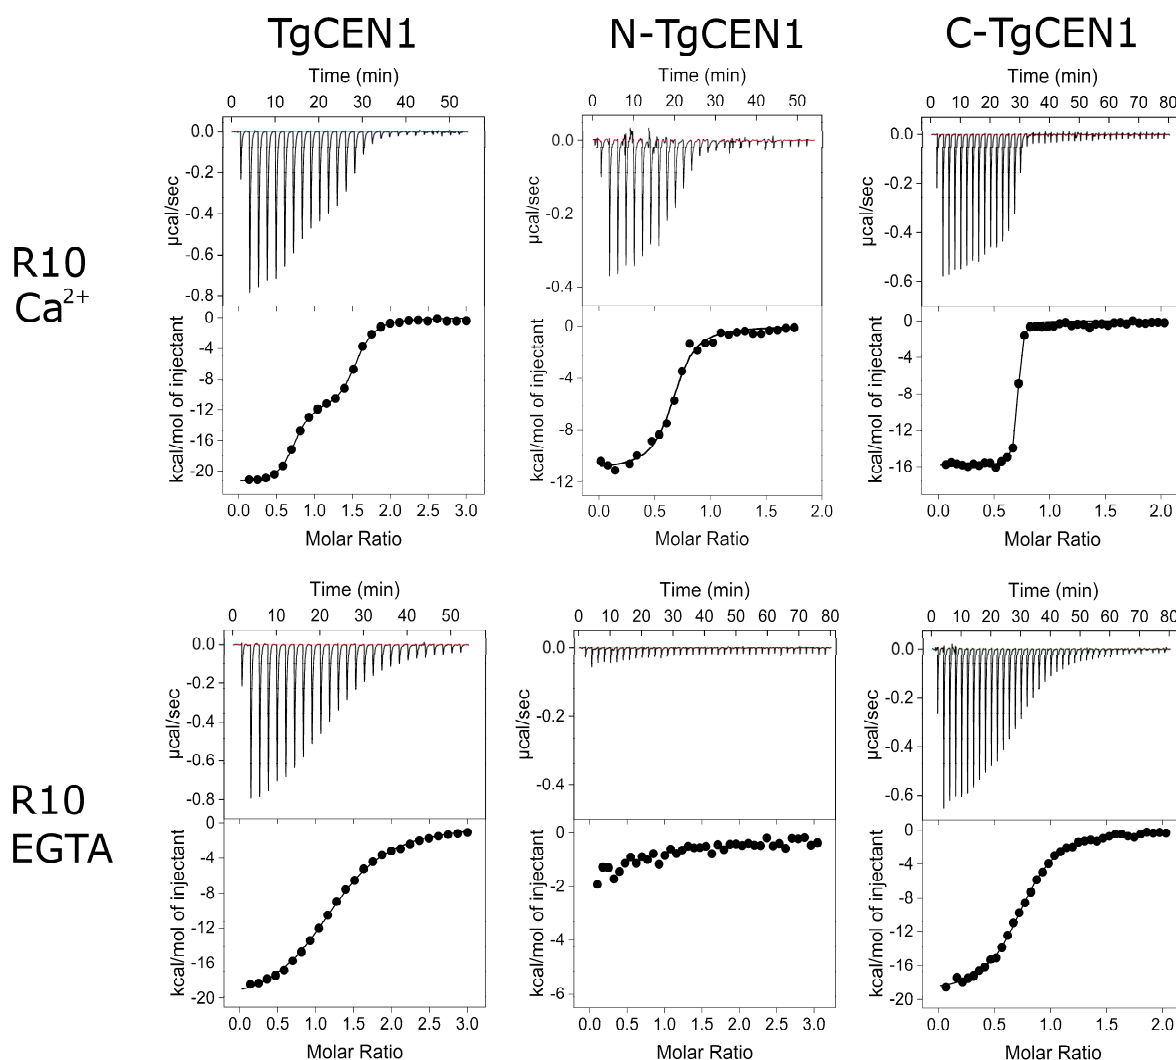 TgCEN1 N-TgCEN1 C-TgCEN1
Time (min) Time (min) Time (min)
0 10 20 30 40 50 0 10 20 30 40 50 0 10 20 30 40 50 60 70 80
0.0 -0.2 -0.4 -0.6 -0.8 0.0 -0.2 -0.4 0.0 -0.2 -0.4 -0.6
µcal/sec µcal/sec µcal/sec
R10
Ca2+
0 -4 -8 -12 -16 -20 0 -4 -8 -12 0 -4 -8 -12 -16
kcal/mol of injectant kcal/mol of injectant kcal/mol of injectant
0.0 0.5 1.0 1.5 2.0 2.5 3.0 0.0 0.5 1.0 1.5 2.0 0.0 0.5 1.0 1.5 2.0
Molar Ratio Molar Ratio Molar Ratio
Time (min) Time (min) Time (min)
0 10 20 30 40 50 0 10 20 30 40 50 60 70 80 0 10 20 30 40 50 60 70 80
0.0 -0.2 -0.4 -0.6 -0.8 0.0 -0.2 -0.4 0.0 -0.2 -0.4 -0.6
µcal/sec µcal/sec µcal/sec
R10
EGTA
0 -4 -8 -12 -16 -20 0 -2 -4 -6 0 -4 -8 -12 -16 -20
kcal/mol of injectant kcal/mol of injectant kcal/mol of injectant
0.0 0.5 1.0 1.5 2.0 2.5 3.0 0.0 0.5 1.0 1.5 2.0 2.5 3.0 0.0 0.5 1.0 1.5 2.0
Molar Ratio Molar Ratio Molar Ratio